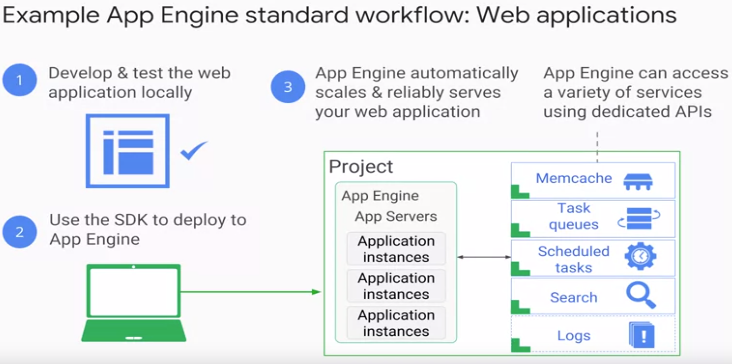 Example App Engine standard workflow: Web applications
1
Develop & test the web
application locally
2
Use the SDK to deploy to
App Engine
3
App Engine automatically
scales & reliably serves
your web application
App Engine can access
a variety of services
using dedicated APIs
Project
App Engine
App Servers
Application
instances
Application
instances
Application
instances
Memcache
Task
queues
Scheduled
tasks
Search
Logs